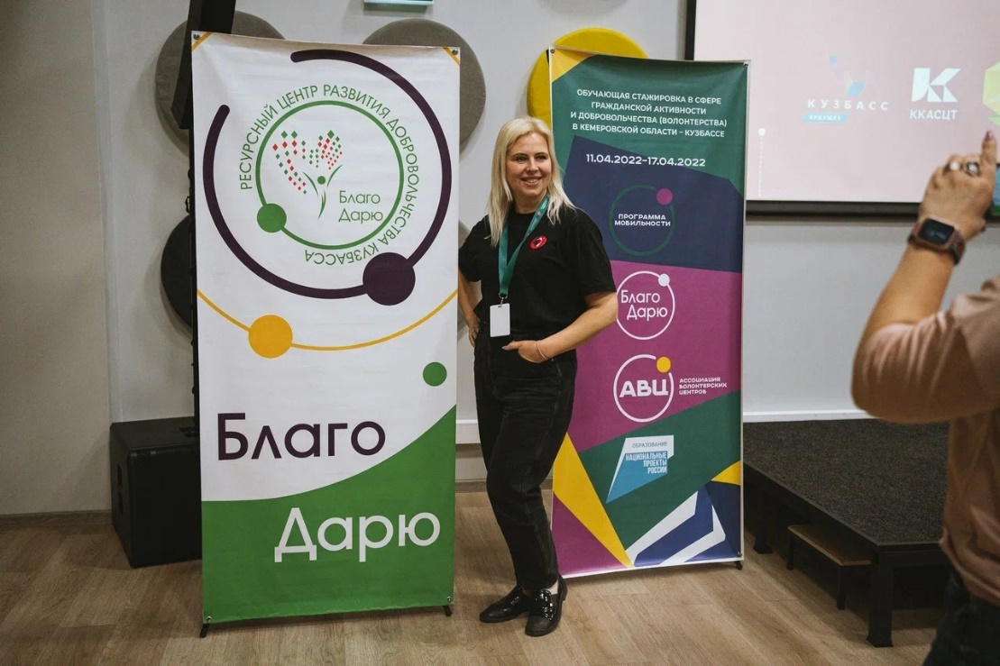 РЕСУРСНЫЙ ЦЕНТР РАЗВИТИЯ ДОБРОВОЛЬЧЕСТВА КУЗБАССА
Благо
Дарю
Благо
Дарю
ОБУЧАЮЩАЯ СТАЖИРОВКА В СФЕРЕ
ГРАЖДАНСКОЙ АКТИВНОСТИ
И ДОБРОВОЛЬЧЕСТВА (ВОЛОНТЕРСТВА)
В КЕМЕРОВСКОЙ ОБЛАСТИ – КУЗБАССЕ
11.04.2022–17.04.2022
ПРОГРАММА
МОБИЛЬНОСТИ
Благо
Дарю
АВЦ
АССОЦИАЦИЯ
ВОЛОНТЕРСКИХ
ЦЕНТРОВ
ОБРАЗОВАНИЕ
НАЦИОНАЛЬНЫЕ
ПРОЕКТЫ
РОССИИ
КУЗБАСС
БУДУЩЕЕ
ККАСЦТ